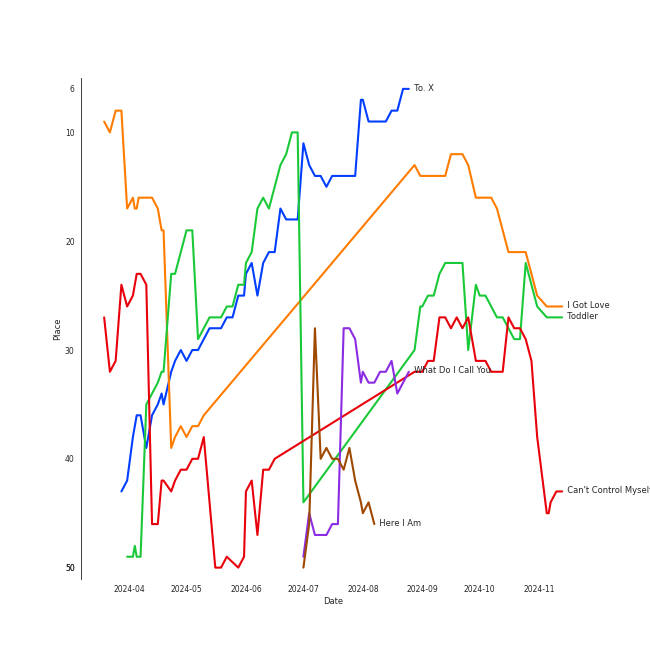 6
To. X
10
20
I Got Love
Toddler
Place
30
What Do I Call You
40
Can't Control Mysel
Here I Am
50
2024-04
2024-05
2024-06
2024-07
2024-08
2024-09
2024-10
2024-11
Date